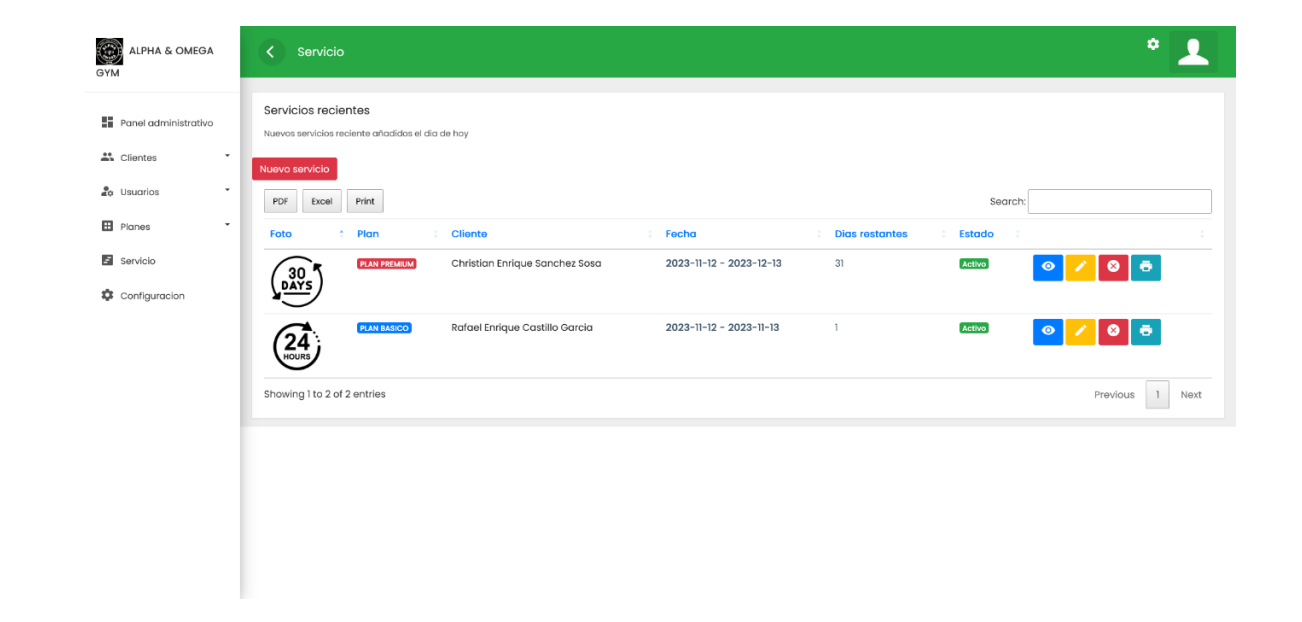 ALPHA & OMEGA
GYM
Servicio
Panel administrativo
Clientes
Usuarios
Planes
Servicio
Configuracion
Servicios recientes
Nuevos servicios reciente añadidos el dia de hoy
Nuevo servicio
PDF Excel Print Search:
Foto Plan Cliente Fecha Dias restantes Estado
30 DAYS PLAN PREMIUM Christian Enrique Sanchez Sosa 2023-11-12 - 2023-12-13 31 Activo
24 HOURS PLAN BASICO Rafael Enrique Castillo Garcia 2023-11-12 - 2023-11-13 1 Activo
Showing 1 to 2 of 2 entries Previous 1 Next